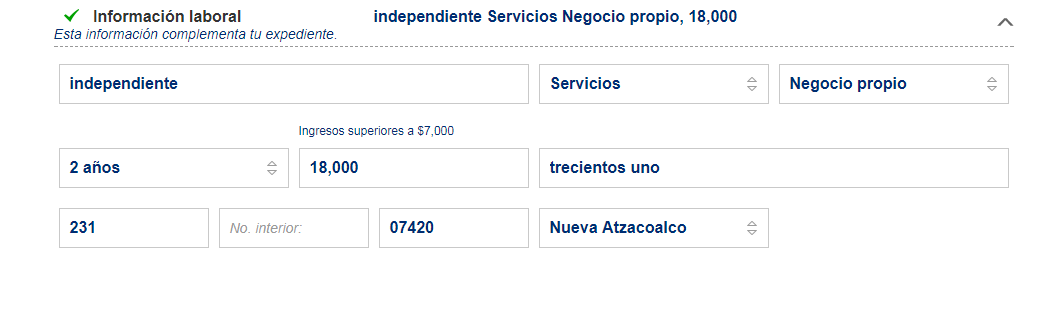 Información laboral independiente Servicios Negocio propio, 18,000
Esta información complementa tu expediente.
independiente Servicios Negocio propio
Ingresos superiores a $7,000
2 años 18,000 trecientos uno
231 No. interior: 07420 Nueva Atzacoalco